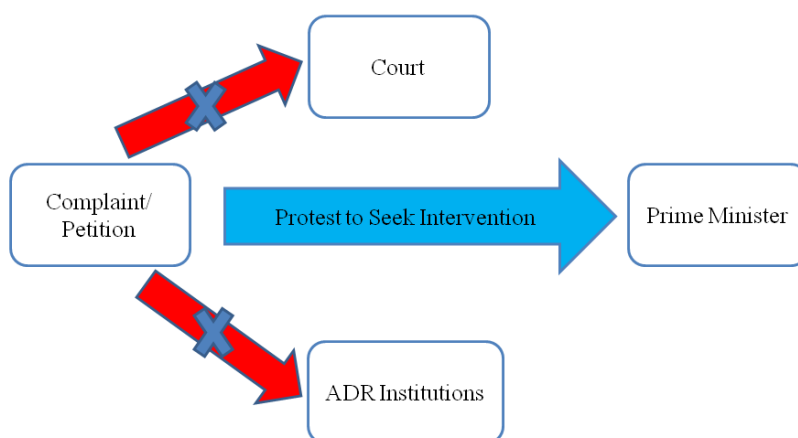 Court
Complaint/
Petition
Protest to Seek Intervention
Prime Minister
ADR Institutions